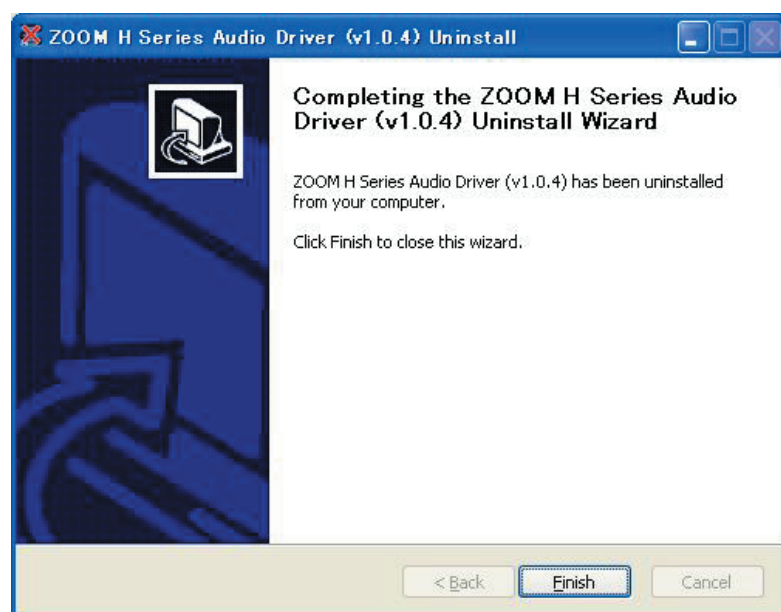 ZOOM H Series Audio Driver (v1.0.4) Uninstall
Completing the ZOOM H Series Audio
Driver (v1.0.4) Uninstall Wizard
ZOOM H Series Audio Driver (v1.0.4) has been uninstalled
from your computer.
Click Finish to close this wizard.
< Back Finish Cancel